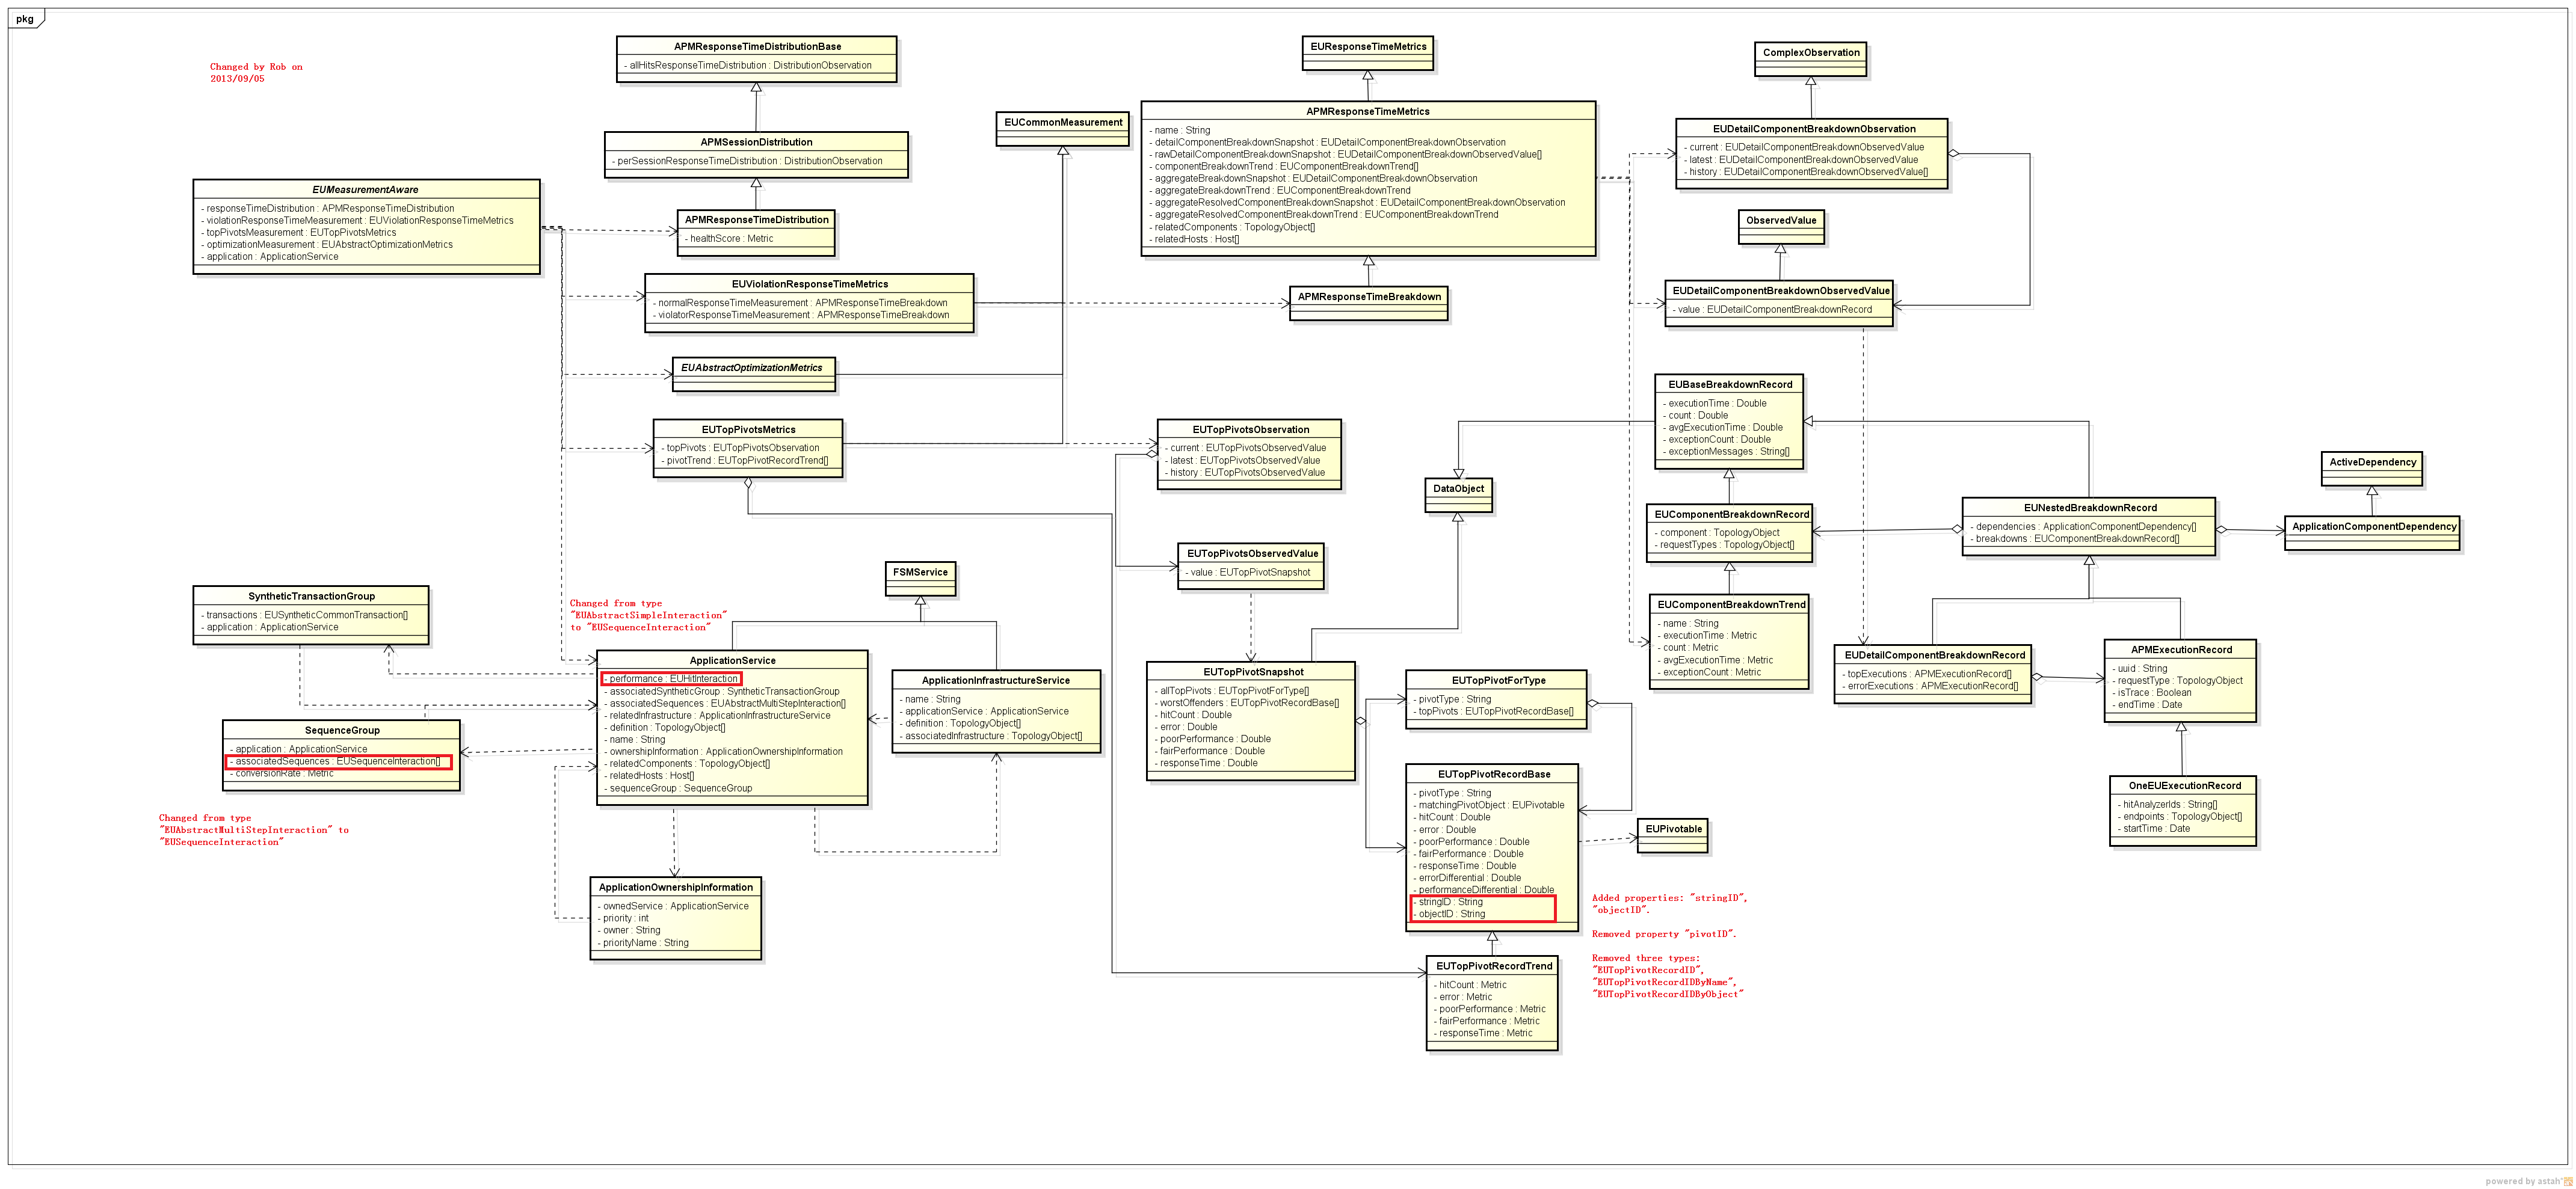 pkg
Changed by Rob on
2013/09/05
APMResponseTimeDistributionBase
- allHitsResponseTimeDistribution : DistributionObservation
APMSessionDistribution
- perSessionResponseTimeDistribution : DistributionObservation
EUMeasurementAware
- responseTimeDistribution : APMResponseTimeDistribution
- violationResponseTimeMeasurement : EUViolationResponseTimeMetrics
- topPivotsMeasurement : EUTopPivotsMetrics
- optimizationMeasurement : EUAbstractOptimizationMetrics
- application : ApplicationService
APMResponseTimeDistribution
- healthScore : Metric
EUViolationResponseTimeMetrics
- normalResponseTimeMeasurement : APMResponseTimeBreakdown
- violatorResponseTimeMeasurement : APMResponseTimeBreakdown
EUAbstractOptimizationMetrics
EUTopPivotsMetrics
- topPivots : EUTopPivotsObservation
- pivotTrend : EUTopPivotRecordTrend[]
EUCommonMeasurement
EUResponseTimeMetrics
APMResponseTimeMetrics
- name : String
- detailComponentBreakdownSnapshot : EUDetailComponentBreakdownObservation
- rawDetailComponentBreakdownSnapshot : EUDetailComponentBreakdownObservedValue[]
- componentBreakdownTrend : EUComponentBreakdownTrend[]
- aggregateBreakdownSnapshot : EUDetailComponentBreakdownObservation
- aggregateBreakdownTrend : EUComponentBreakdownTrend
- aggregateResolvedComponentBreakdownSnapshot : EUDetailComponentBreakdownObservation
- aggregateResolvedComponentBreakdownTrend : EUComponentBreakdownTrend
- relatedComponents : TopologyObject[]
- relatedHosts : Host[]
APMResponseTimeBreakdown
ComplexObservation
EUDetailComponentBreakdownObservation
- current : EUDetailComponentBreakdownObservedValue
- latest : EUDetailComponentBreakdownObservedValue
- history : EUDetailComponentBreakdownObservedValue[]
ObservedValue
EUDetailComponentBreakdownObservedValue
- value : EUDetailComponentBreakdownRecord
EUBaseBreakdownRecord
- executionTime : Double
- count : Double
- avgExecutionTime : Double
- exceptionCount : Double
- exceptionMessages : String[]
EUTopPivotsObservation
- current : EUTopPivotsObservedValue
- latest : EUTopPivotsObservedValue
- history : EUTopPivotsObservedValue
DataObject
EUComponentBreakdownRecord
- component : TopologyObject
- requestTypes : TopologyObject[]
EUNestedBreakdownRecord
- dependencies : ApplicationComponentDependency[]
- breakdowns : EUComponentBreakdownRecord[]
ActiveDependency
ApplicationComponentDependency
EUTopPivotsObservedValue
- value : EUTopPivotSnapshot
FSMService
SyntheticTransactionGroup
- transactions : EUSyntheticCommonTransaction[]
- application : ApplicationService
Changed from type
"EUAbstractSimpleInteraction"
to "EUSequenceInteraction"
EUComponentBreakdownTrend
- name : String
- executionTime : Metric
- count : Metric
- avgExecutionTime : Metric
- exceptionCount : Metric
EUDetailComponentBreakdownRecord
- topExecutions : APMExecutionRecord[]
- errorExecutions : APMExecutionRecord[]
APMExecutionRecord
- uuid : String
- requestType : TopologyObject
- isTrace : Boolean
- endTime : Date
ApplicationService
- performance : EUHitInteraction
- associatedSyntheticGroup : SyntheticTransactionGroup
- associatedSequences : EUAbstractMultiStepInteraction[]
- relatedInfrastructure : ApplicationInfrastructureService
- definition : TopologyObject[]
- name : String
- ownershipInformation : ApplicationOwnershipInformation
- relatedComponents : TopologyObject[]
- relatedHosts : Host[]
- sequenceGroup : SequenceGroup
ApplicationInfrastructureService
- name : String
- applicationService : ApplicationService
- definition : TopologyObject[]
- associatedInfrastructure : TopologyObject[]
EUTopPivotSnapshot
- allTopPivots : EUTopPivotForType[]
- worstOffenders : EUTopPivotRecordBase[]
- hitCount : Double
- error : Double
- poorPerformance : Double
- fairPerformance : Double
- responseTime : Double
EUTopPivotForType
- pivotType : String
- topPivots : EUTopPivotRecordBase[]
SequenceGroup
- application : ApplicationService
- associatedSequences : EUSequenceInteraction[]
- conversionRate : Metric
Changed from type
"EUAbstractMultiStepInteraction" to
"EUSequenceInteraction"
EUTopPivotRecordBase
- pivotType : String
- matchingPivotObject : EUPivotable
- hitCount : Double
- error : Double
- poorPerformance : Double
- fairPerformance : Double
- responseTime : Double
- errorDifferential : Double
- performanceDifferential : Double
- stringID : String
- objectID : String
EUPivotable
OneEUExecutionRecord
- hitAnalyzerIds : String[]
- endpoints : TopologyObject[]
- startTime : Date
ApplicationOwnershipInformation
- ownedService : ApplicationService
- priority : int
- owner : String
- priorityName : String
Added properties: "stringID",
"objectID".
Removed property "pivotID".
Removed three types:
"EUTopPivotRecordID",
"EUTopPivotRecordIDByName",
"EUTopPivotRecordIDByObject"
EUTopPivotRecordTrend
- hitCount : Metric
- error : Metric
- poorPerformance : Metric
- fairPerformance : Metric
- responseTime : Metric
powered by astah*